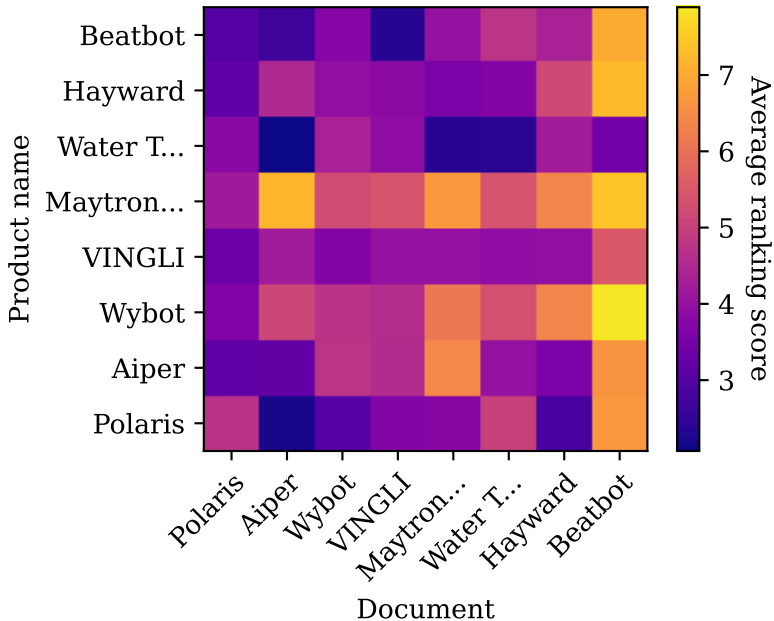 Beatbot
Hayward
Water T...
Maytron...
VINGLI
Wybot
Aiper
Polaris
Product name
Polaris
Aiper
Wybot
VINGLI
Maytron...
Water T...
Hayward
Beatbot
Document
7
6
5
4
3
Average ranking score